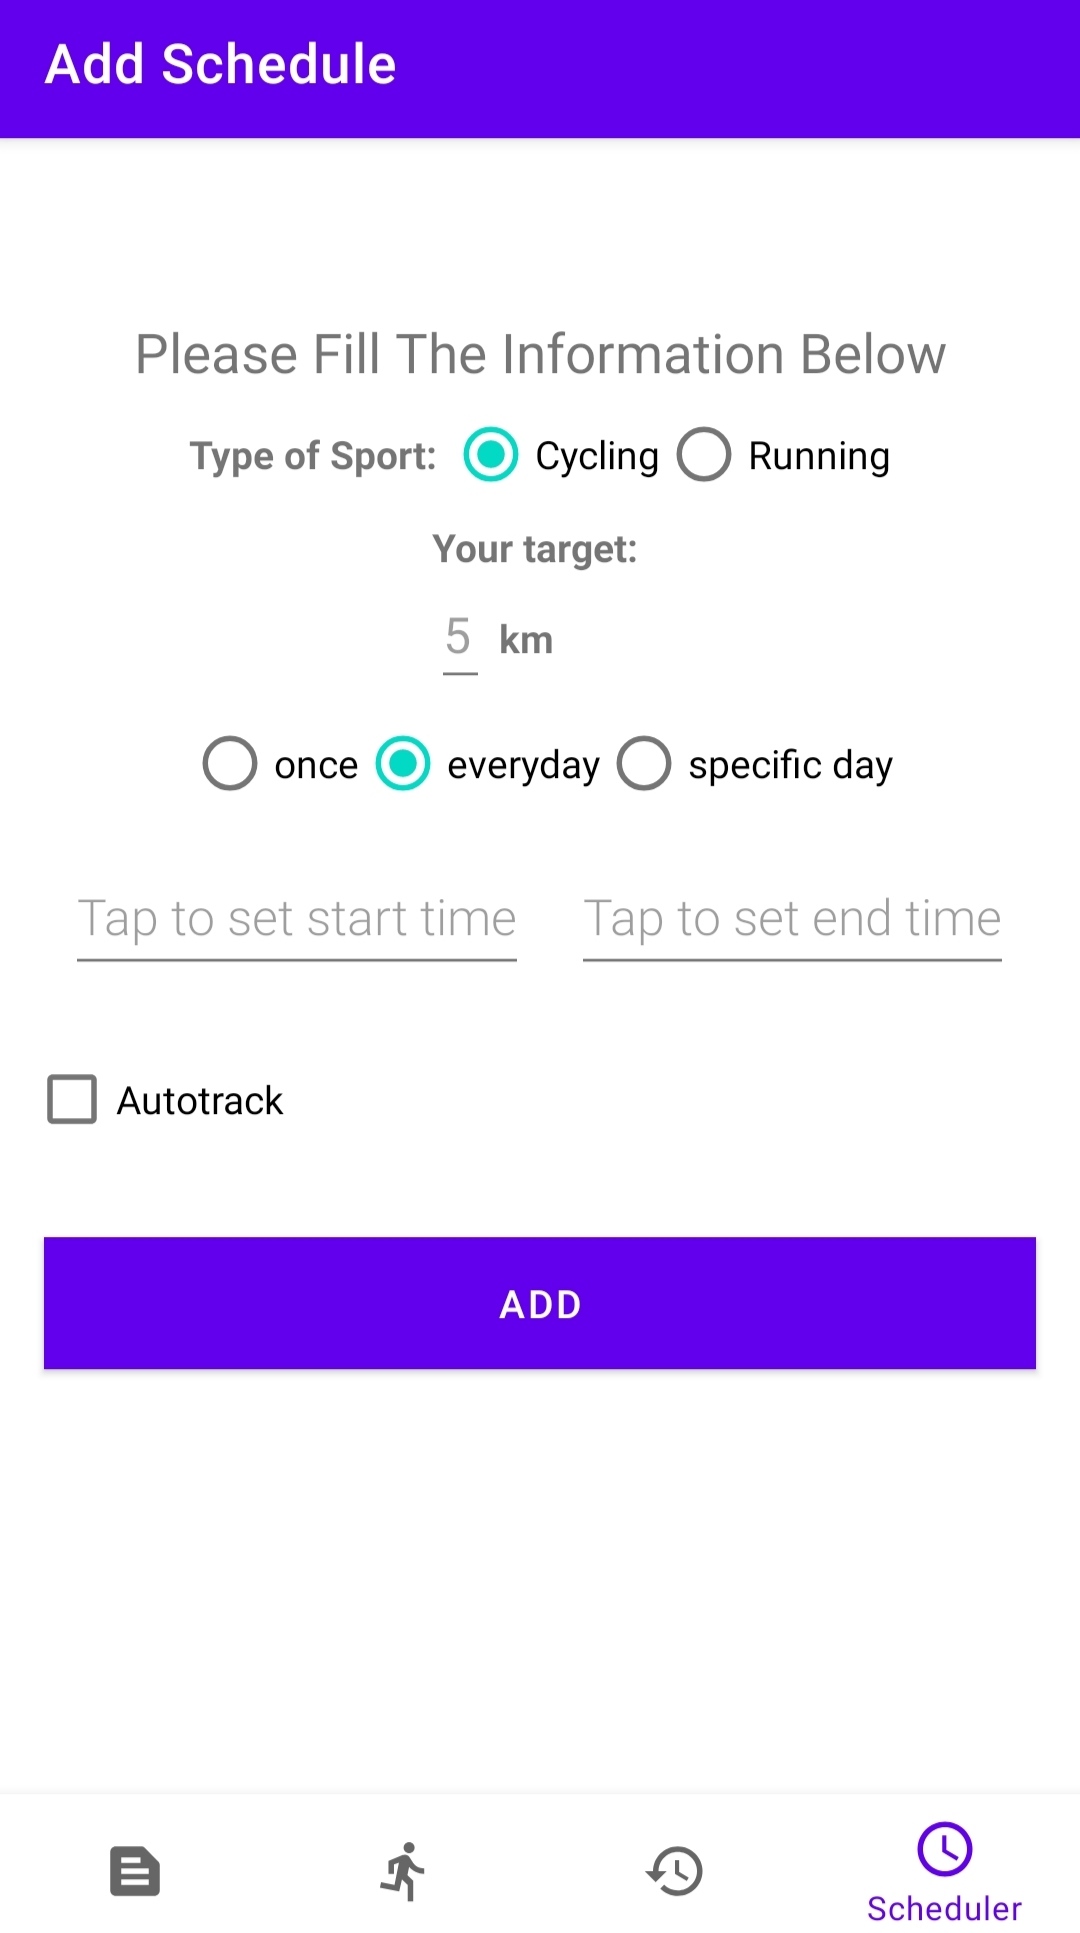 Add Schedule
Please Fill The Information Below
Type of Sport: Cycling Running
Your target:
5 km
once everyday specific day
Tap to set start time Tap to set end time
Autotrack
ADD
Scheduler